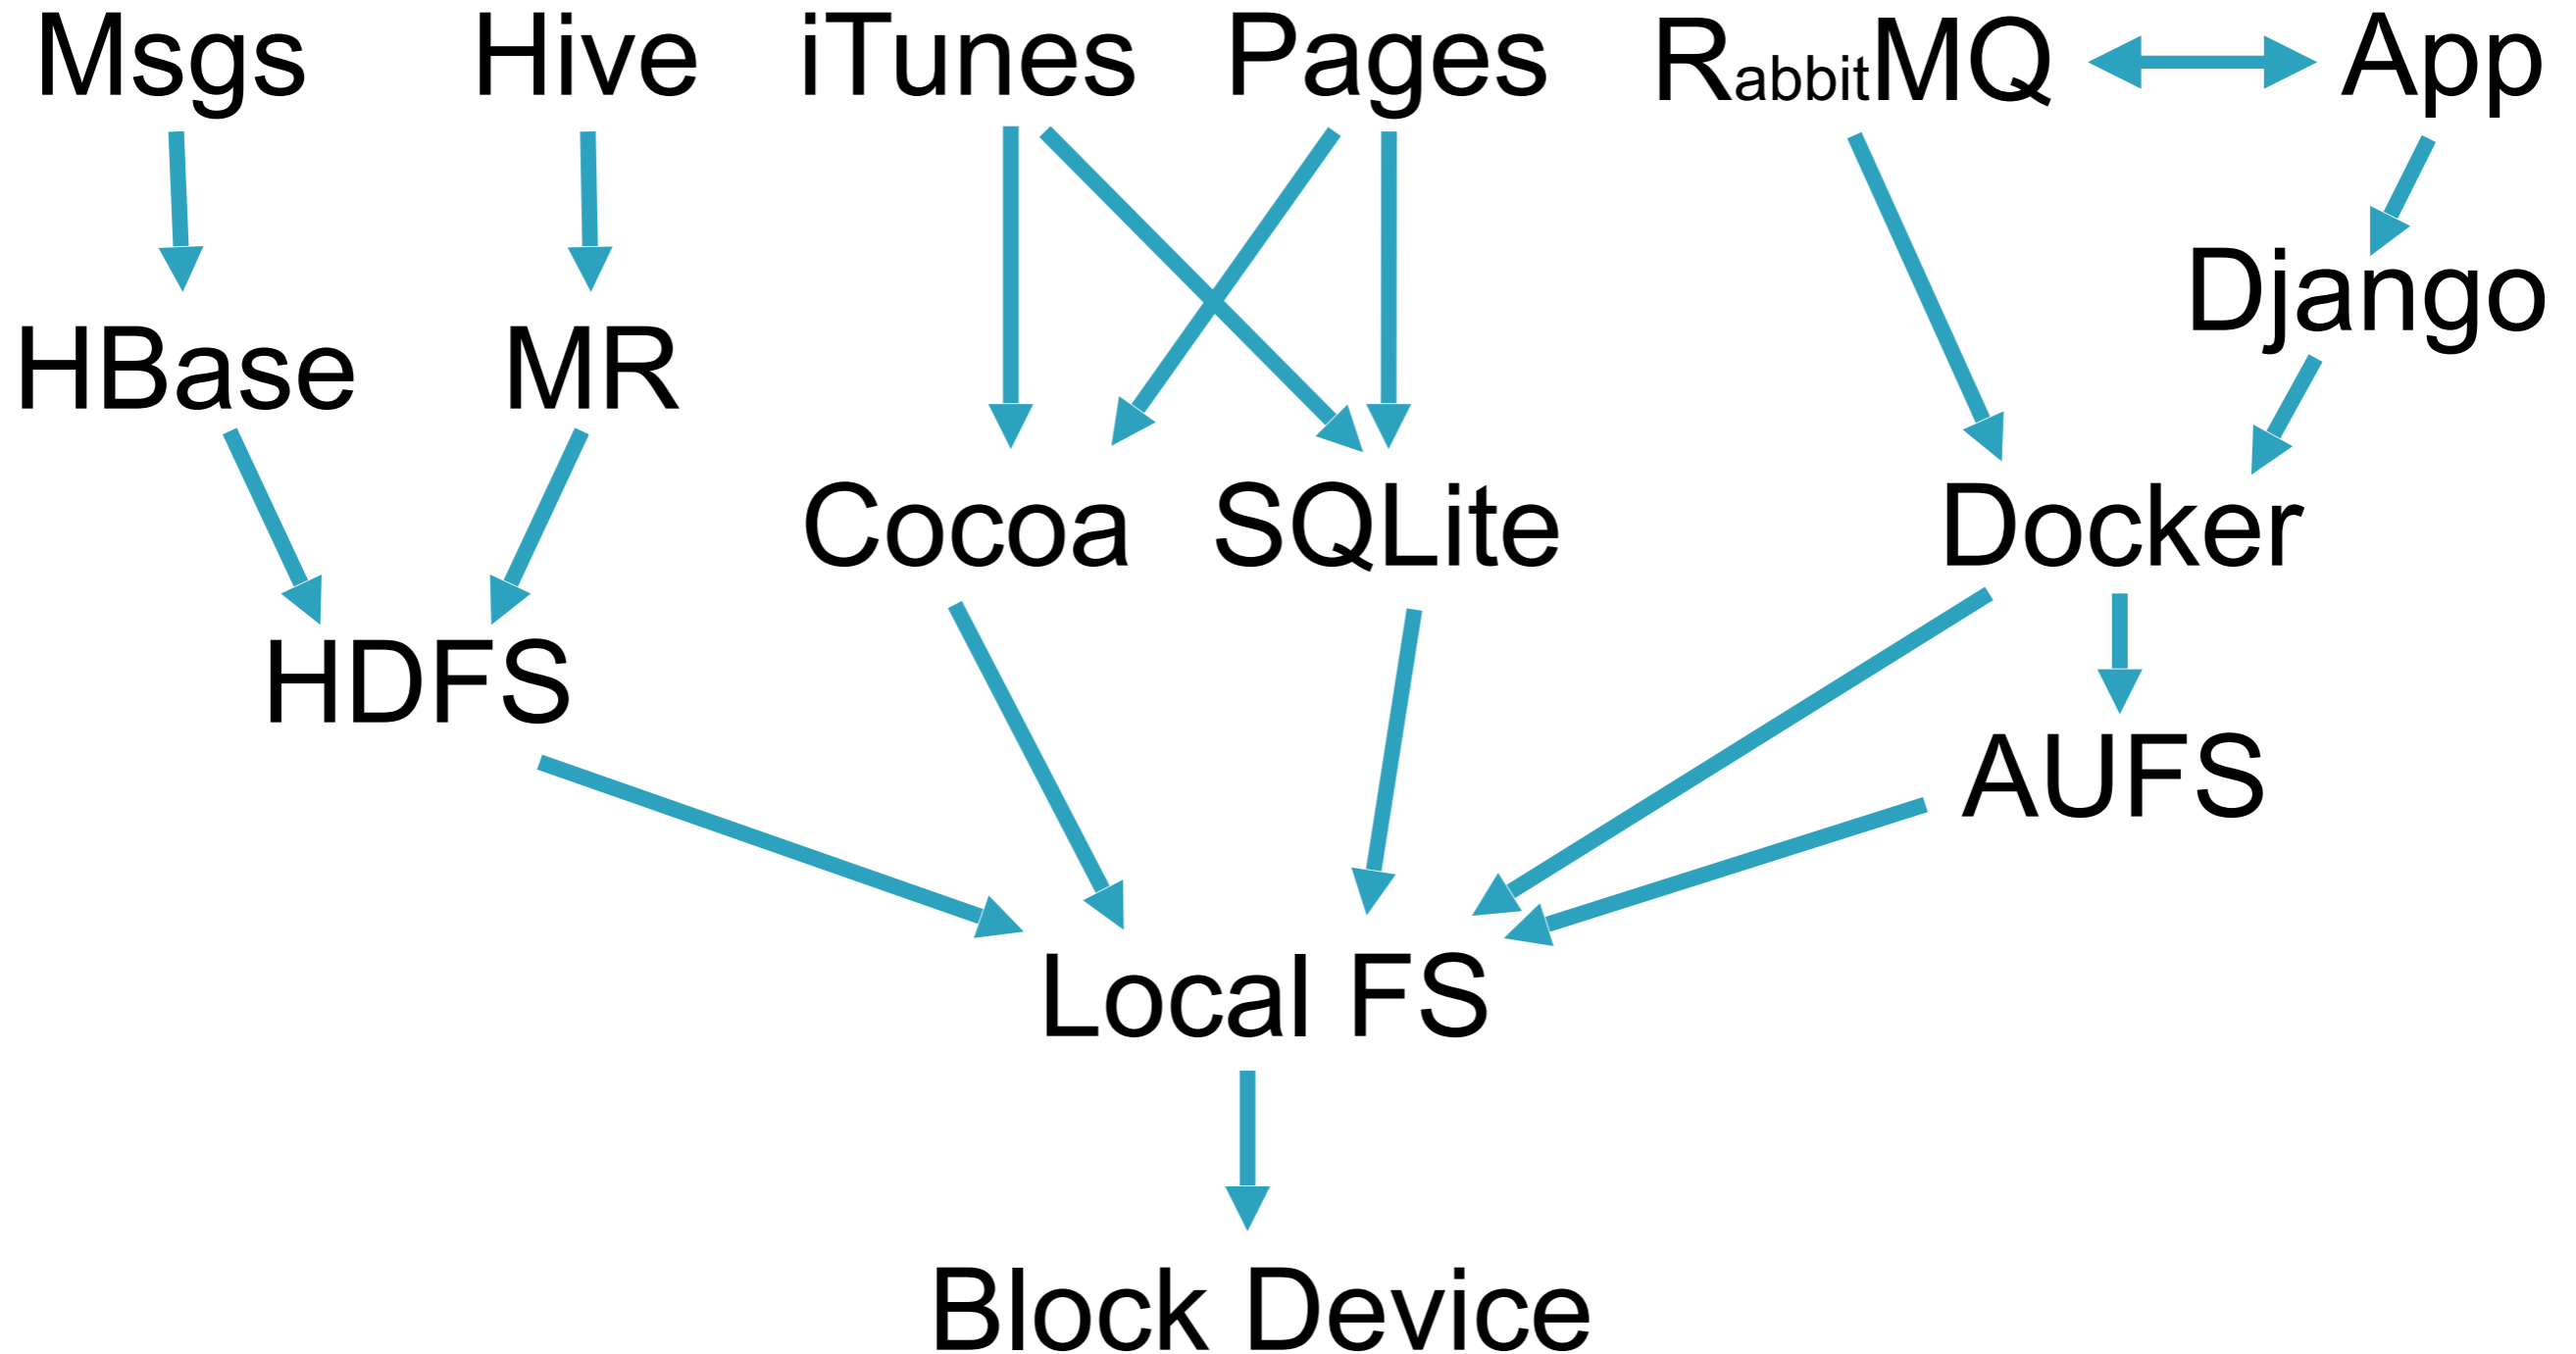 Msgs Hive iTunes Pages RabbitMQ App
Django
HBase MR
Cocoa SQLite Docker
HDFS
AUFS
Local FS
Block Device